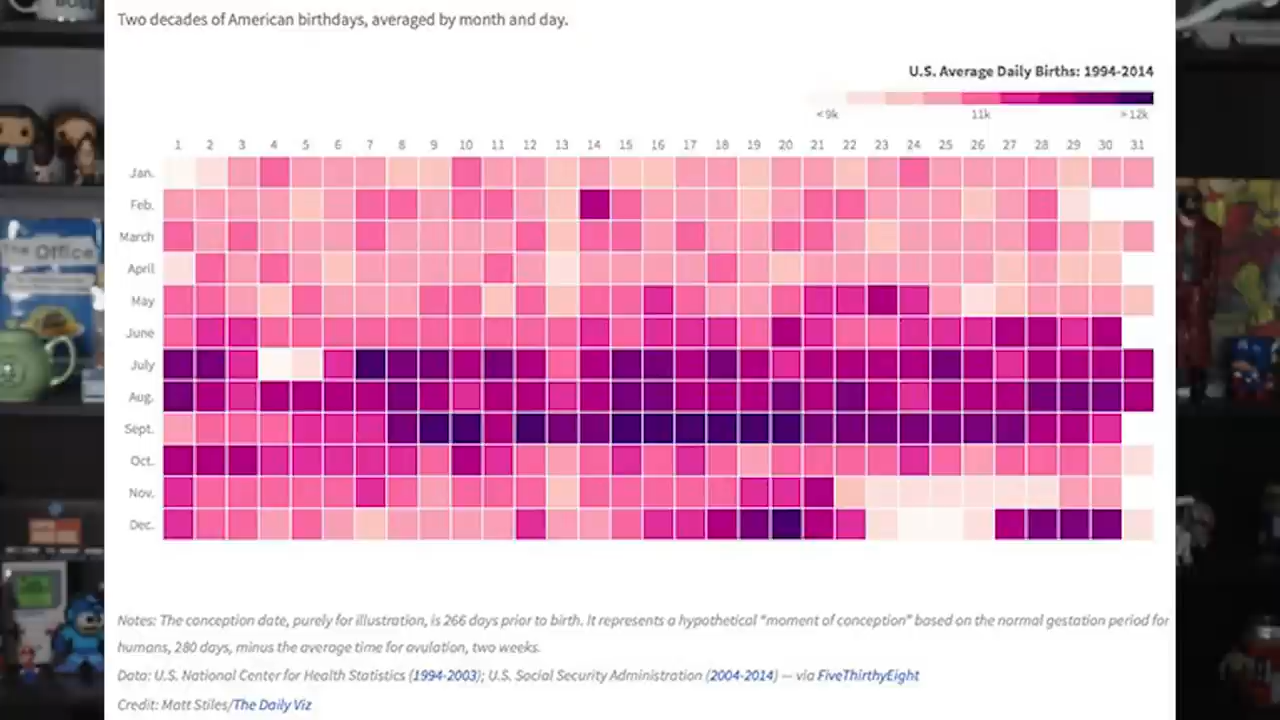 Two decades of American birthdays, averaged by month and day.
U.S. Average Daily Births: 1994-2014
<9k 11k >12k
1 2 3 4 5 6 7 8 9 10 11 12 13 14 15 16 17 18 19 20 21 22 23 24 25 26 27 28 29 30 31
Jan.
Feb.
March
April
May
June
July
Aug.
Sept.
Oct.
Nov.
Dec.
The Office
Notes: The conception date, purely for illustration, is 266 days prior to birth. It represents a hypothetical "moment of conception" based on the normal gestation period for
humans, 280 days, minus the average time for ovulation, two weeks.
Data: U.S. National Center for Health Statistics (1994-2003); U.S. Social Security Administration (2004-2014) — via FiveThirtyEight
Credit: Matt Stiles/The Daily Viz